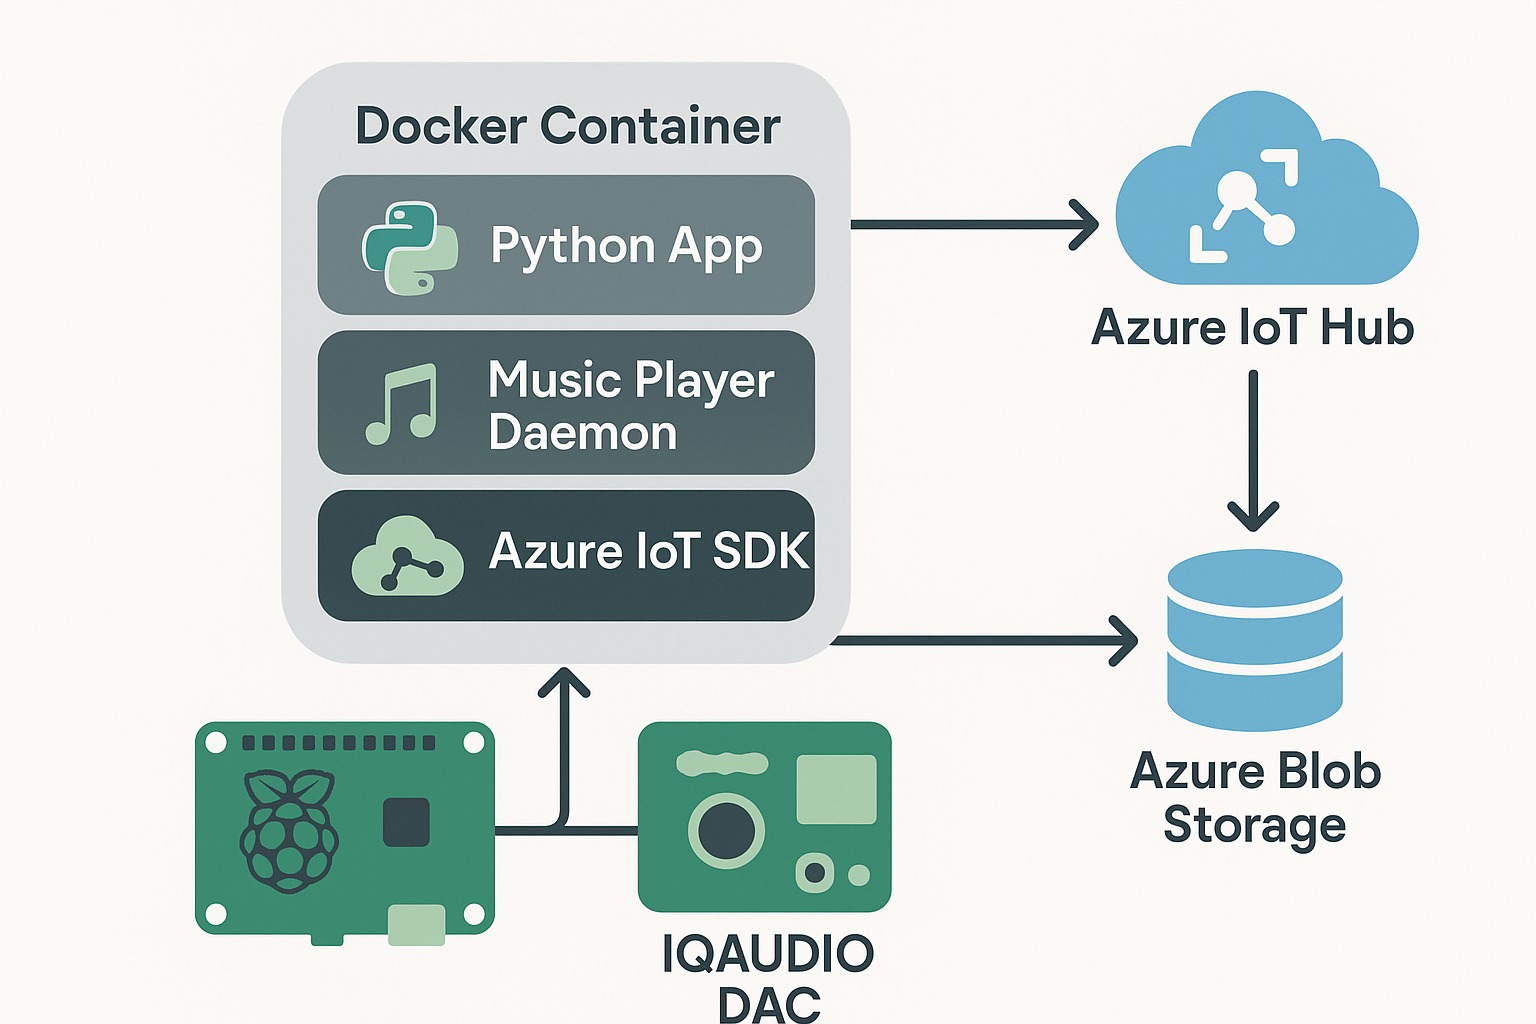 Docker Container
Python App
Music Player
Daemon
Azure IoT SDK
Azure IoT Hub
Azure Blob
Storage
IQAUDIO
DAC